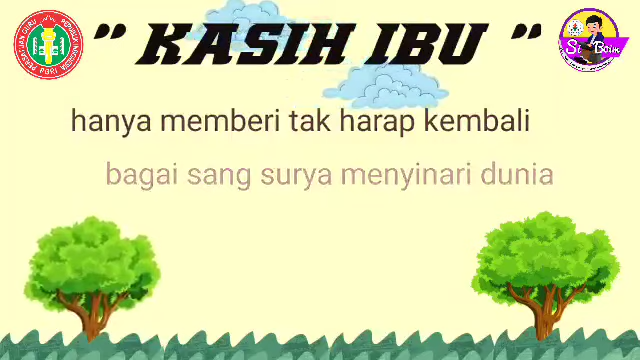 " KASIH IBU "
hanya memberi tak harap kembali
bagai sang surya menyinari dunia